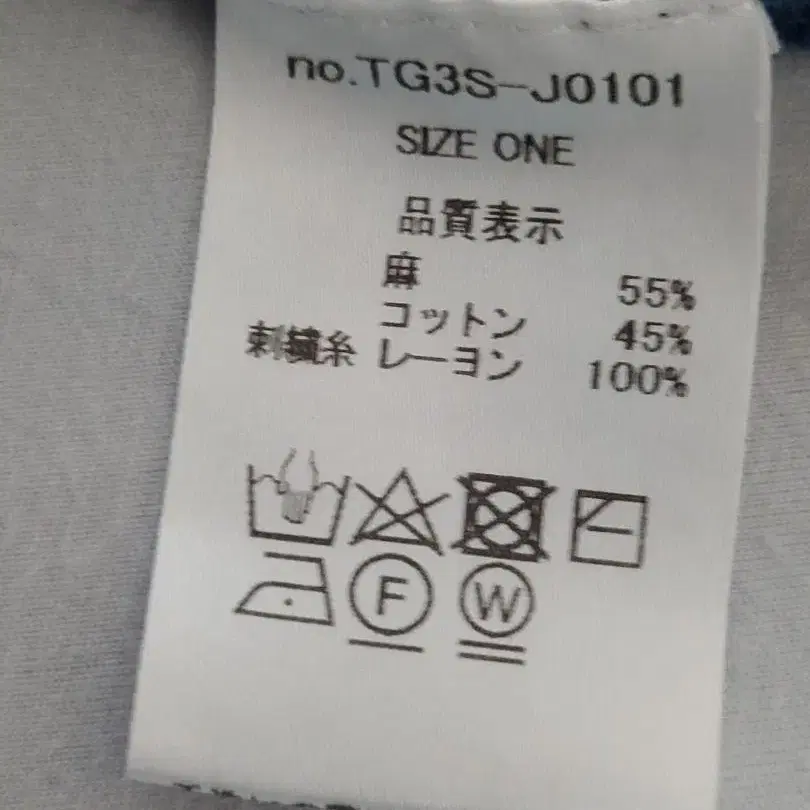 no.TG3S-J0101
SIZE ONE
品質表示
麻 55%
コットン 45%
刺繍糸 レーヨン 100%
F W